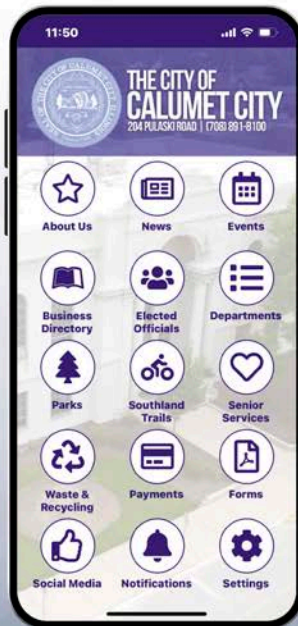 11:50
THE CITY OF
CALUMET CITY
204 PULASKI ROAD | (708) 891-8100
About Us
News
Events
Business
Directory
Elected
Officials
Departments
Parks
Southland
Trails
Senior
Services
Waste &
Recycling
Payments
Forms
Social Media
Notifications
Settings